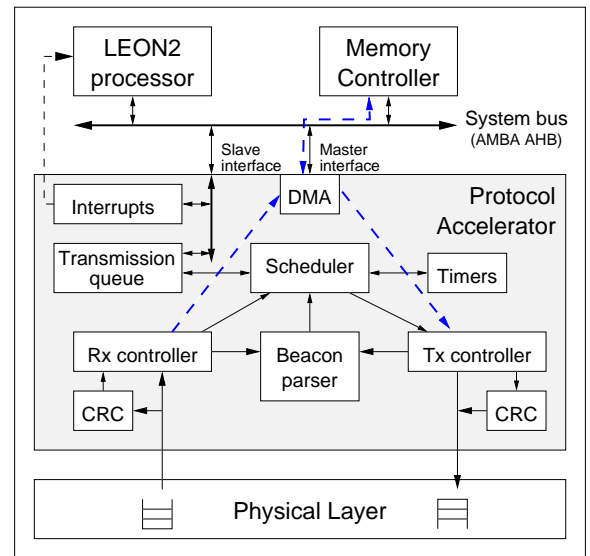 LEON2
processor
Memory
Controller
System bus
(AMBA AHB)
Slave
interface
Master
interface
Interrupts
DMA
Protocol
Accelerator
Transmission
queue
Scheduler
Timers
Rx controller
Beacon
parser
Tx controller
CRC
CRC
Physical Layer